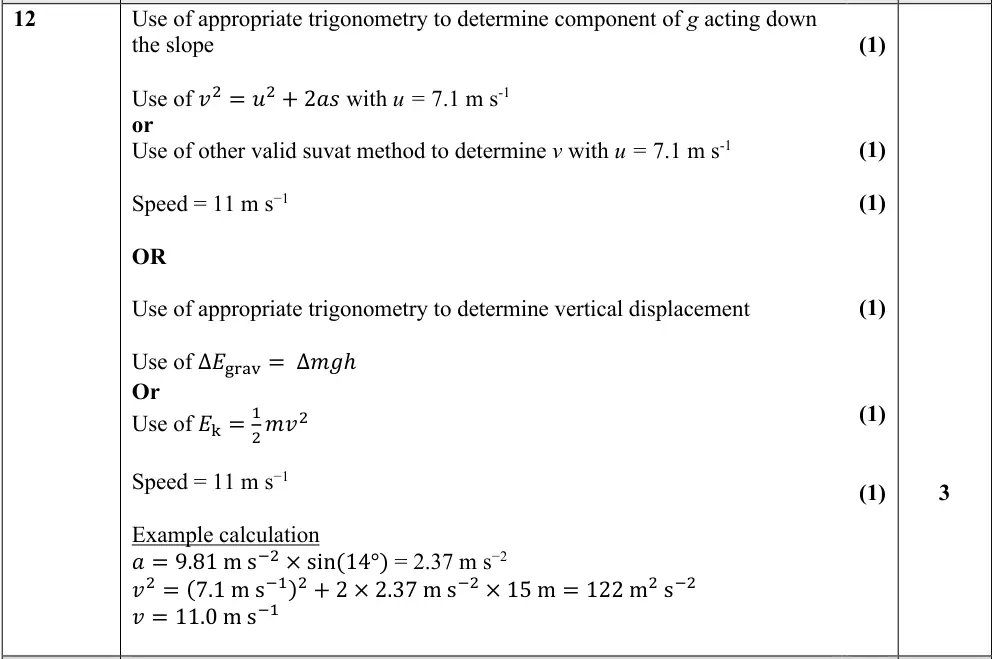 12
Use of appropriate trigonometry to determine component of g acting down
the slope (1)
Use of 𝑣² = 𝑢² + 2𝑎𝑠 with u = 7.1 m s⁻¹
or
Use of other valid suvat method to determine v with u = 7.1 m s⁻¹ (1)
Speed = 11 m s⁻¹ (1)
OR
Use of appropriate trigonometry to determine vertical displacement (1)
Use of ΔE_grav = Δmgh
Or
Use of E_k = ½mv² (1)
Speed = 11 m s⁻¹
(1) 3
Example calculation
a = 9.81 m s⁻² × sin(14°) = 2.37 m s⁻²
v² = (7.1 m s⁻¹)² + 2 × 2.37 m s⁻² × 15 m = 122 m² s⁻²
v = 11.0 m s⁻¹